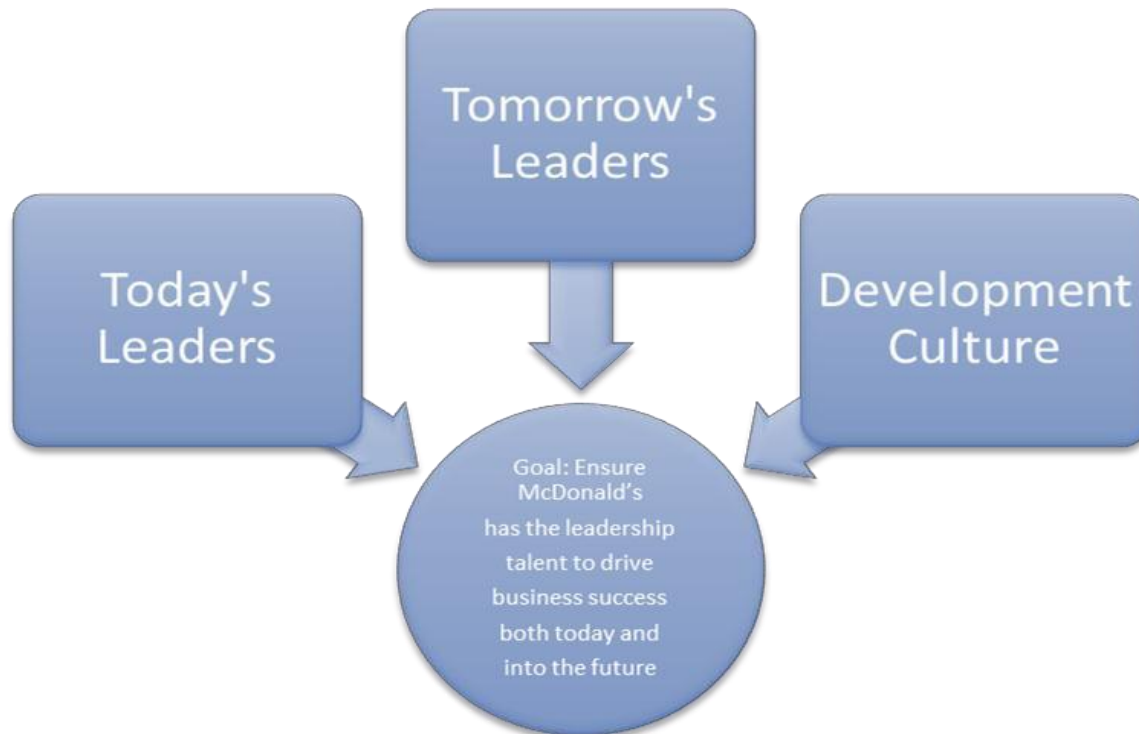 Tomorrow's
Leaders
Today's
Leaders
Development
Culture
Goal: Ensure
McDonald’s
has the leadership
talent to drive
business success
both today and
into the future